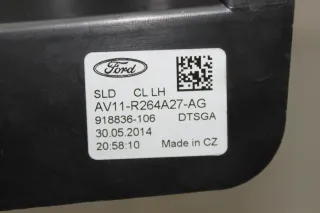 Ford
SLD CL LH
AV11-R264A27-AG
918836-106 DTSGA
30.05.2014
20:58:10 Made in CZ